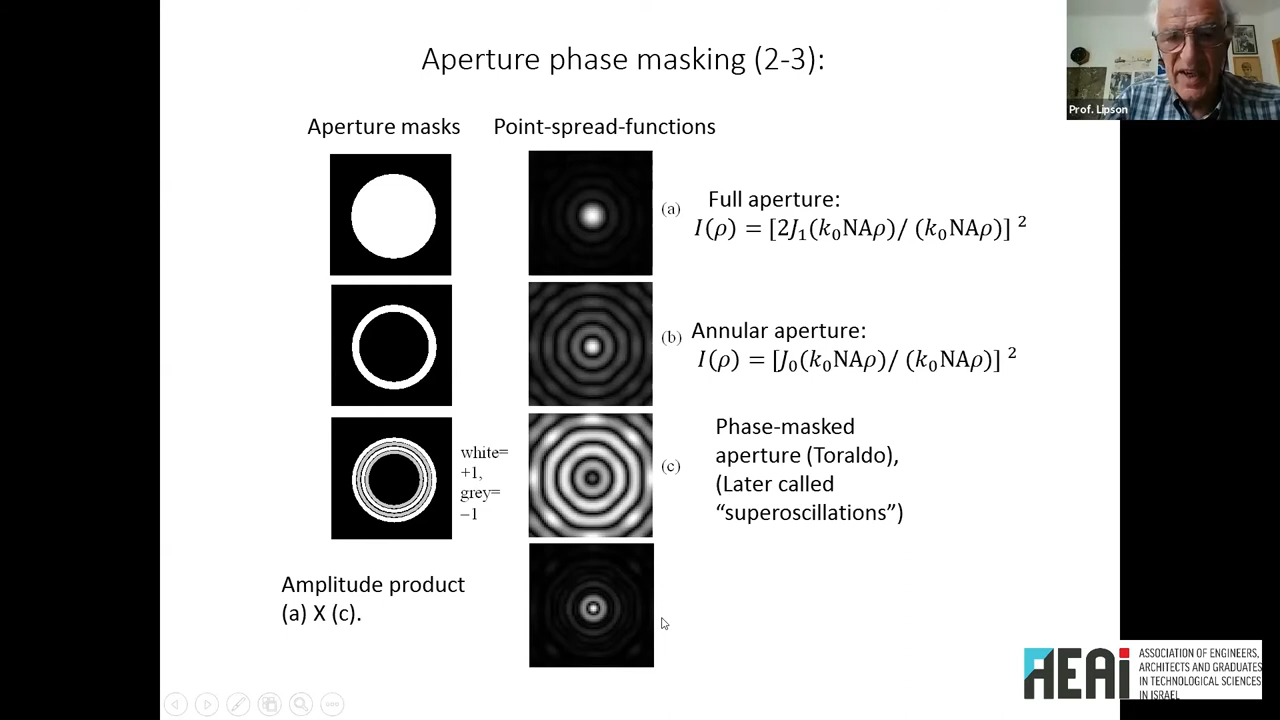 Aperture phase masking (2-3):
Prof. Lipson
Aperture masks
Point-spread-functions
(a)
Full aperture:
I(ρ) = [2J₁(k₀NAρ)/ (k₀NAρ)] ²
(b)
Annular aperture:
I(ρ) = [J₀(k₀NAρ)/ (k₀NAρ)] ²
white=
+1,
grey=
−1
(c)
Phase-masked
aperture (Toraldo),
(Later called
“superoscillations”)
Amplitude product
(a) X (c).
AEAi
ASSOCIATION OF ENGINEERS,
ARCHITECTS AND GRADUATES
IN TECHNOLOGICAL SCIENCES
IN ISRAEL